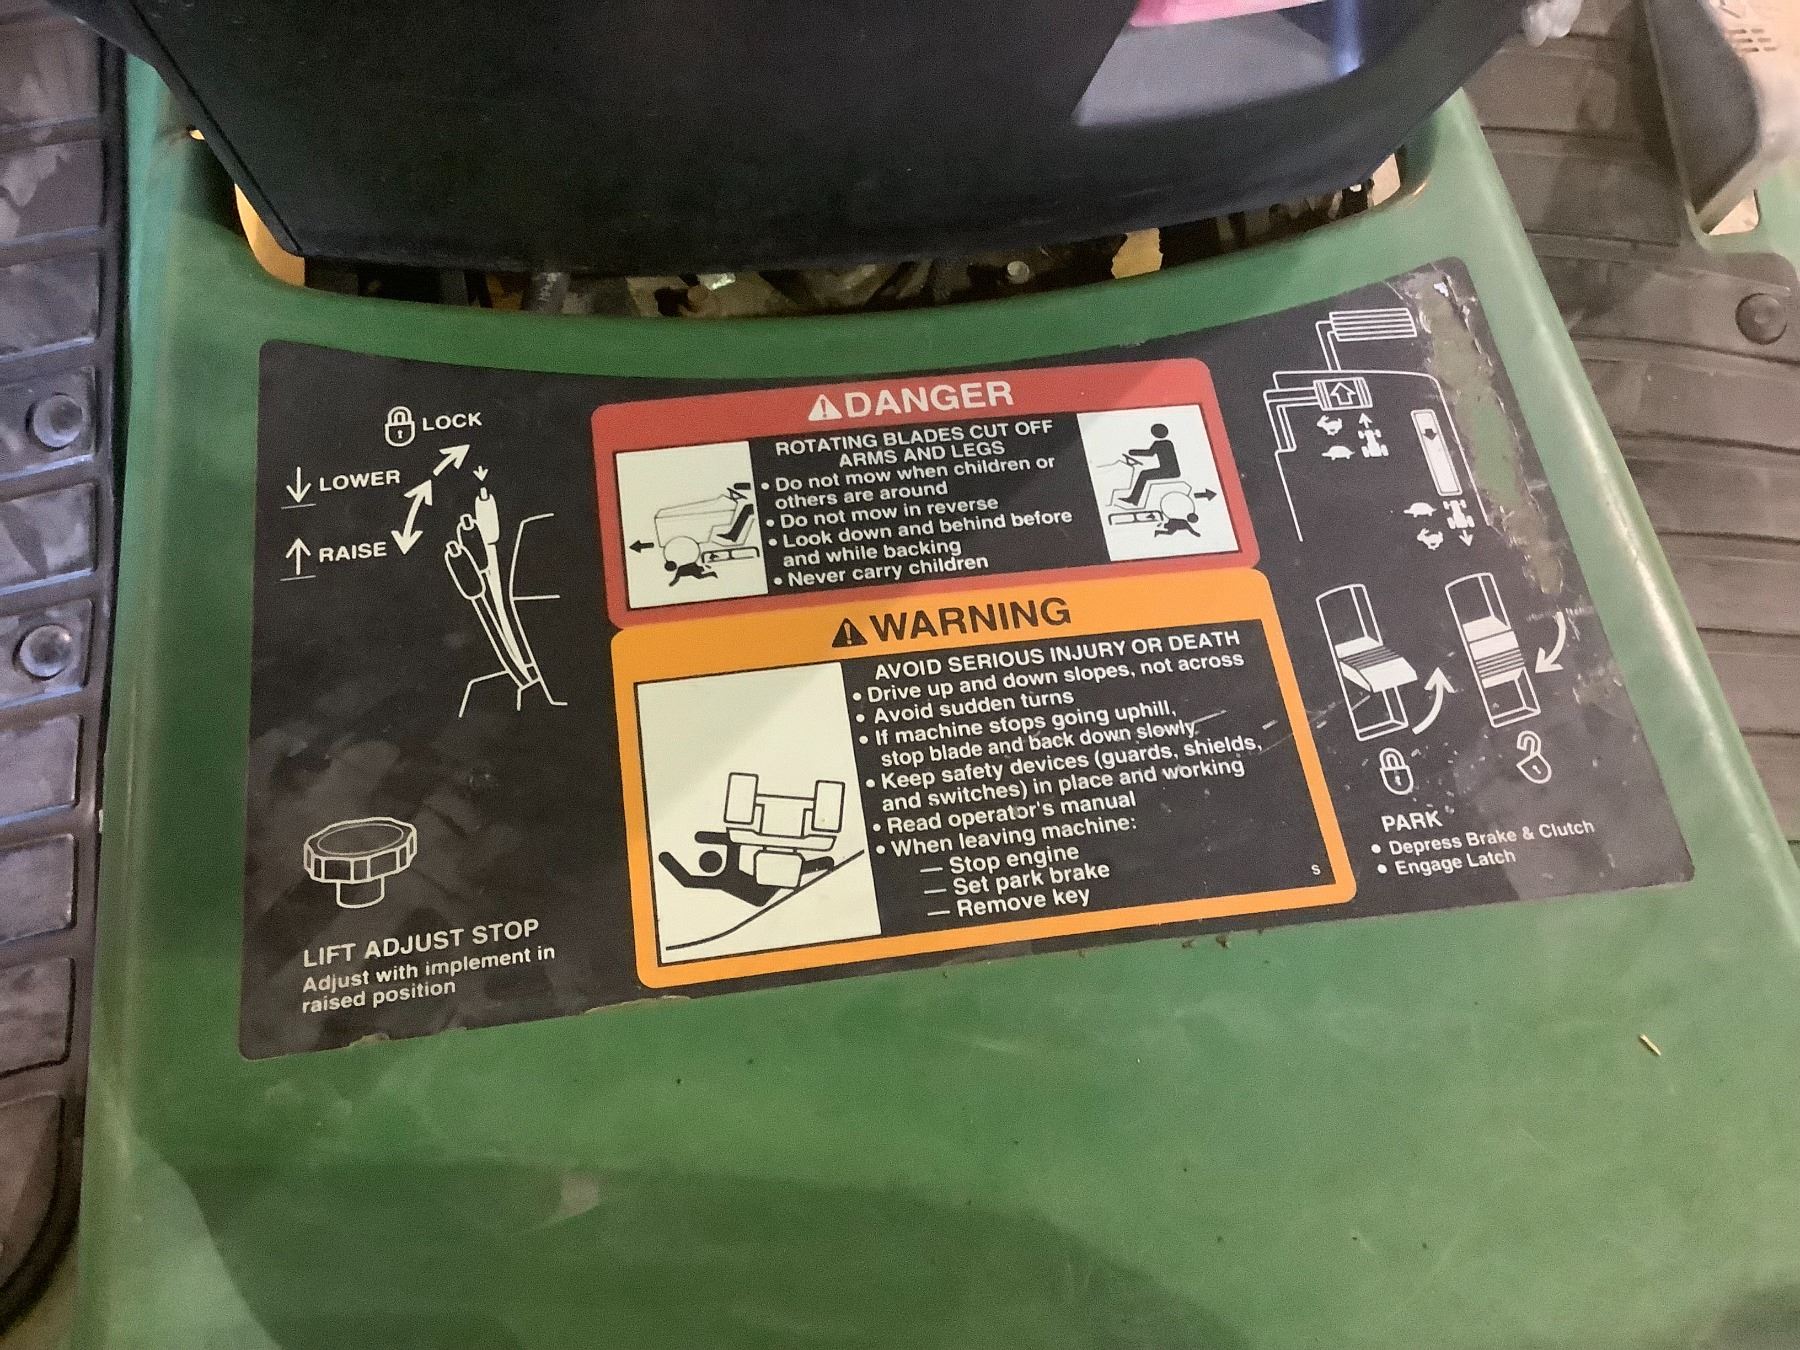 LOCK
LOWER
RAISE
LIFT ADJUST STOP
Adjust with implement in
raised position
DANGER
ROTATING BLADES CUT OFF
ARMS AND LEGS
• Do not mow when children or
others are around
• Do not mow in reverse
• Look down and behind before
and while backing
• Never carry children
WARNING
AVOID SERIOUS INJURY OR DEATH
• Drive up and down slopes, not across
• Avoid sudden turns
• If machine stops going uphill,
stop blade and back down slowly
• Keep safety devices (guards, shields,
and switches) in place and working
• Read operator's manual
• When leaving machine:
— Stop engine
— Set park brake
— Remove key
S
PARK
• Depress Brake & Clutch
• Engage Latch